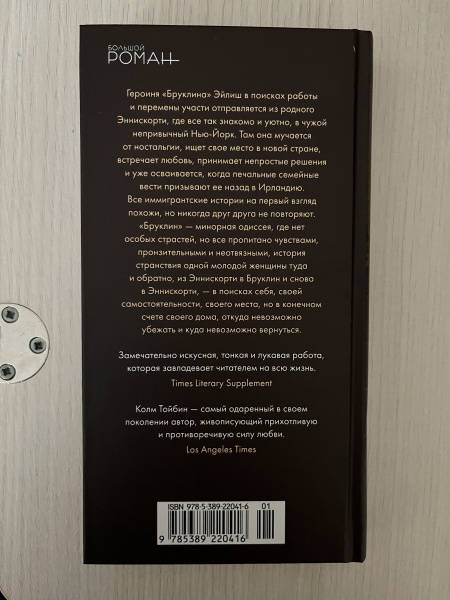 БОЛЬШОЙ
РОМАН
Героиня «Бруклина» Эйлиш в поисках работы
и перемены участи отправляется из родного
Эннискорти, где все так знакомо и уютно, в чужой
непривычный Нью-Йорк. Там она мучается
от ностальгии, ищет свое место в новой стране,
встречает любовь, принимает непростые решения
и уже осваивается, когда печальные семейные
вести призывают ее назад в Ирландию.
Все иммигрантские истории на первый взгляд
похожи, но никогда друг друга не повторяют.
«Бруклин» — минорная одиссея, где нет
особых страстей, но все пропитано чувствами,
пронзительными и неотвязными, история
странствия одной молодой женщины туда
и обратно, из Эннискорти в Бруклин и снова
в Эннискорти, — в поисках себя, своей
самостоятельности, своего места, но в конечном
счете своего дома, откуда невозможно
убежать и куда невозможно вернуться.
Замечательно искусная, тонкая и лукавая работа,
которая завладевает читателем на всю жизнь.
Times Literary Supplement
Колм Тойбин — самый одаренный в своем
поколении автор, живописующий прихотливую
и противоречивую силу любви.
Los Angeles Times
ISBN 978-5-389-22041-6 01
9 785389 220416